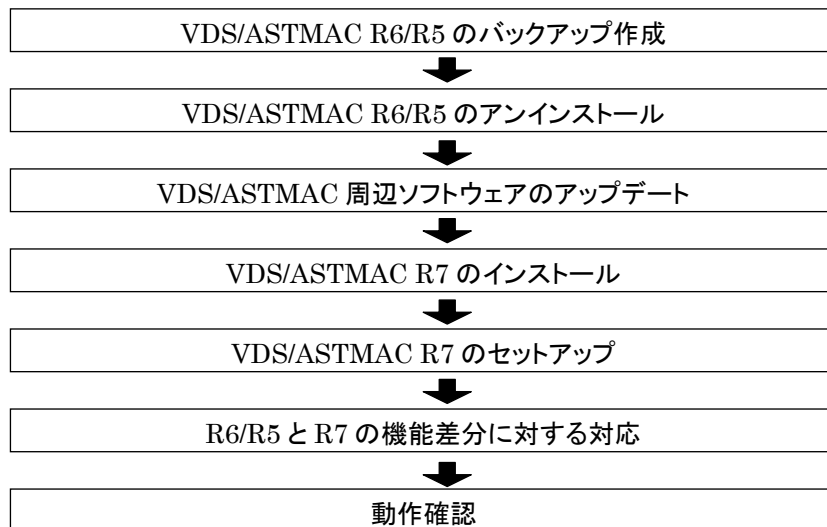 VDS/ASTMAC R6/R5 のバックアップ作成
VDS/ASTMAC R6/R5 のアンインストール
VDS/ASTMAC 周辺ソフトウェアのアップデート
VDS/ASTMAC R7 のインストール
VDS/ASTMAC R7 のセットアップ
R6/R5 と R7 の機能差分に対する対応
動作確認